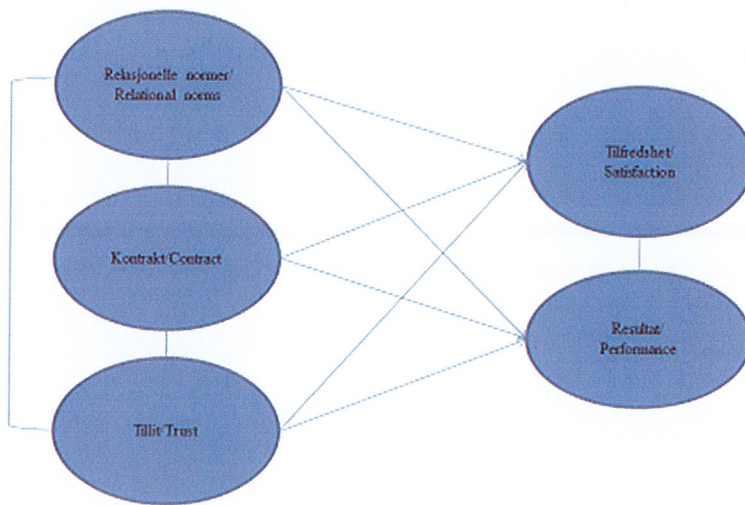 Relasjonelle normer/
Relational norms
Kontrakt/Contract
Tillit/Trust
Tilfredshet/
Satisfaction
Resultat/
Performance